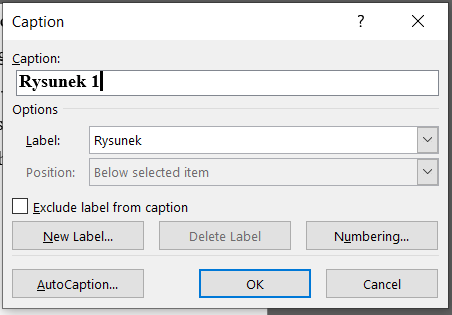 Caption
Caption:
Rysunek 1
Options
Label: Rysunek
Position: Below selected item
Exclude label from caption
New Label... Delete Label Numbering...
AutoCaption... OK Cancel